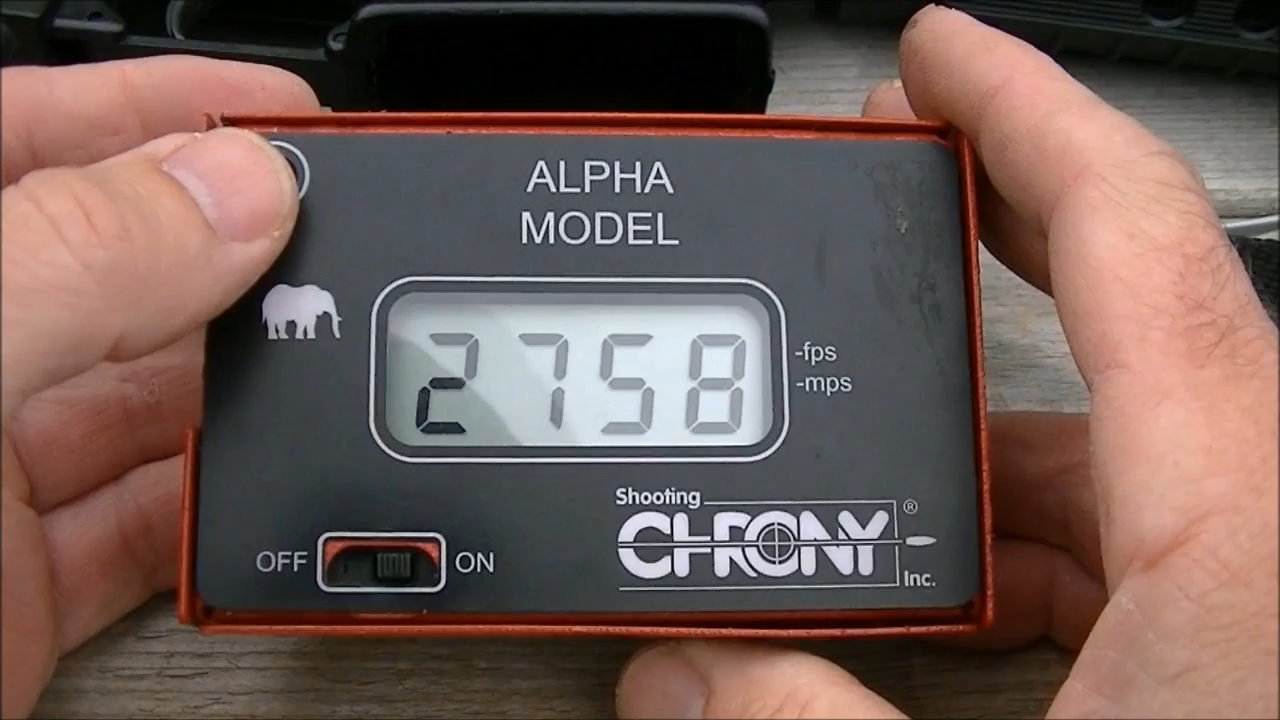 ALPHA
MODEL
2758
-fps
-mps
Shooting
CHRONY ®
Inc.
OFF ON